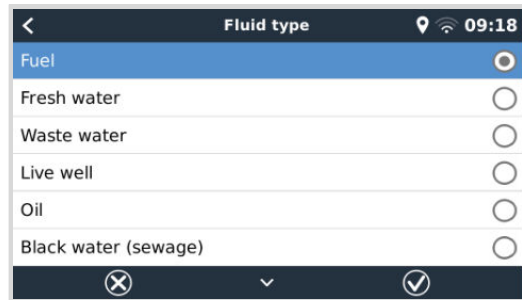 Fluid type 09:18
Fuel
Fresh water
Waste water
Live well
Oil
Black water (sewage)